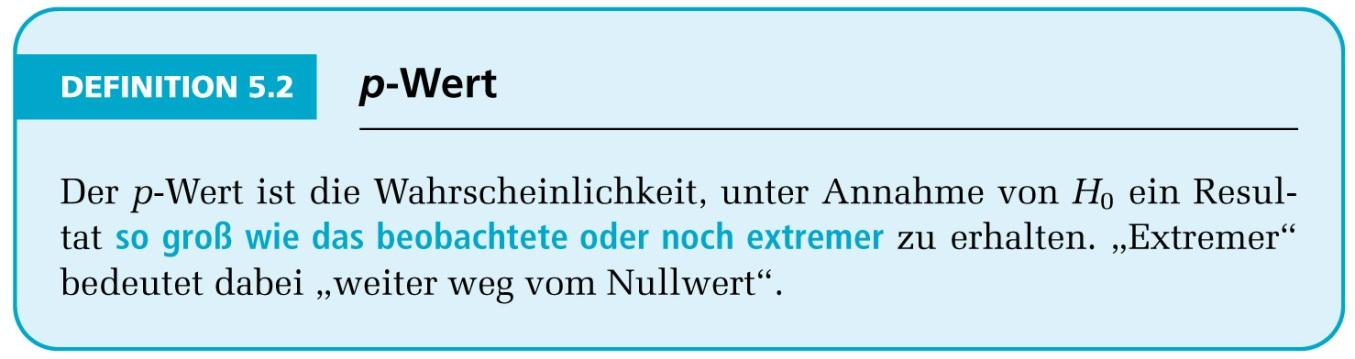 DEFINITION 5.2
p-Wert
Der p-Wert ist die Wahrscheinlichkeit, unter Annahme von H₀ ein Resul-
tat so groß wie das beobachtete oder noch extremer zu erhalten. „Extremer“
bedeutet dabei „weiter weg vom Nullwert“.